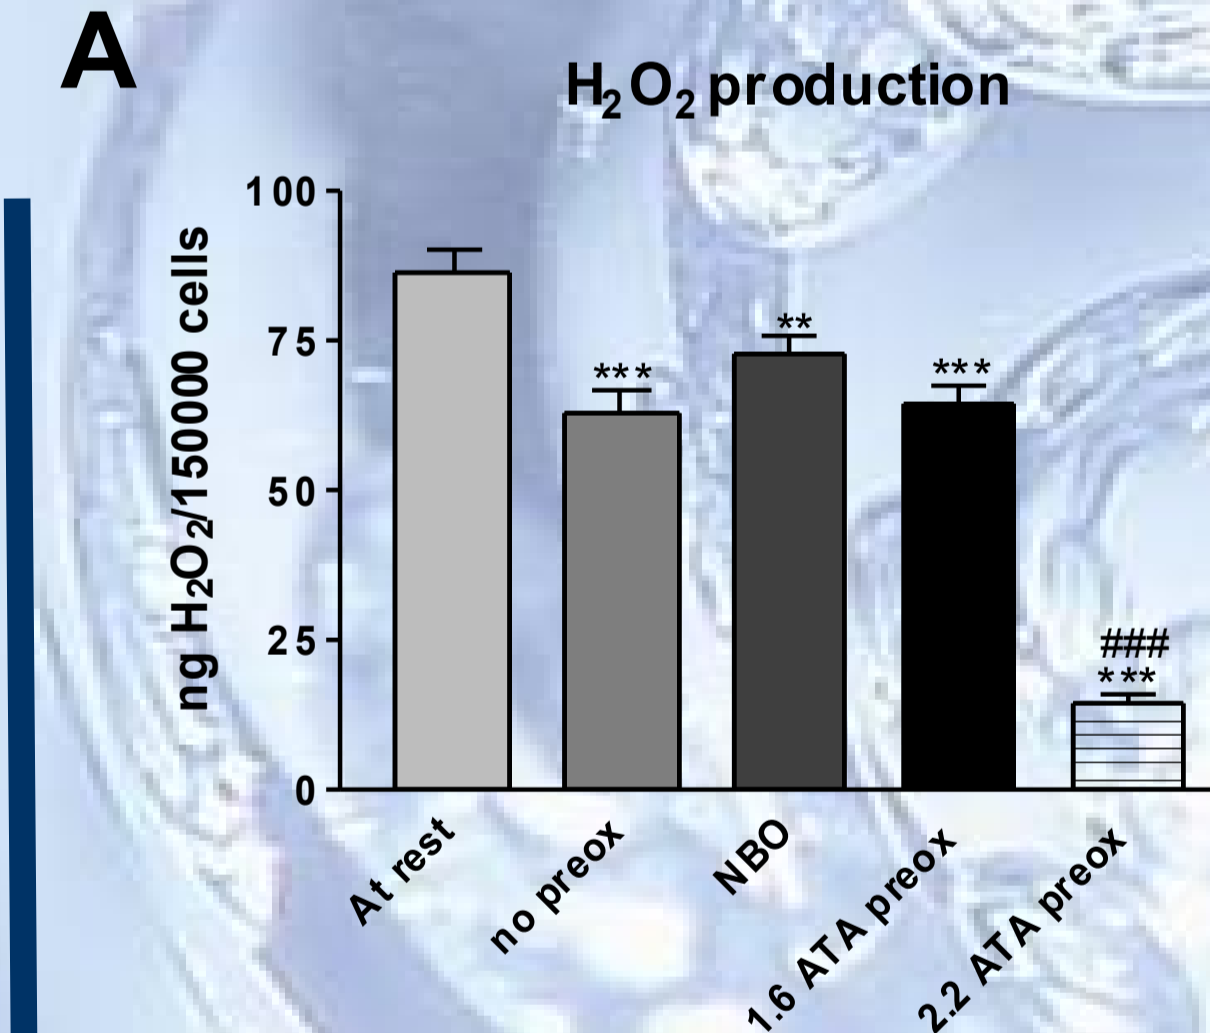 A
H₂O₂ production
ng H₂O₂/150000 cells
100
75
50
25
0
***
**
***
###
***
At rest
no preox
NBO
1.6 ATA preox
2.2 ATA preox